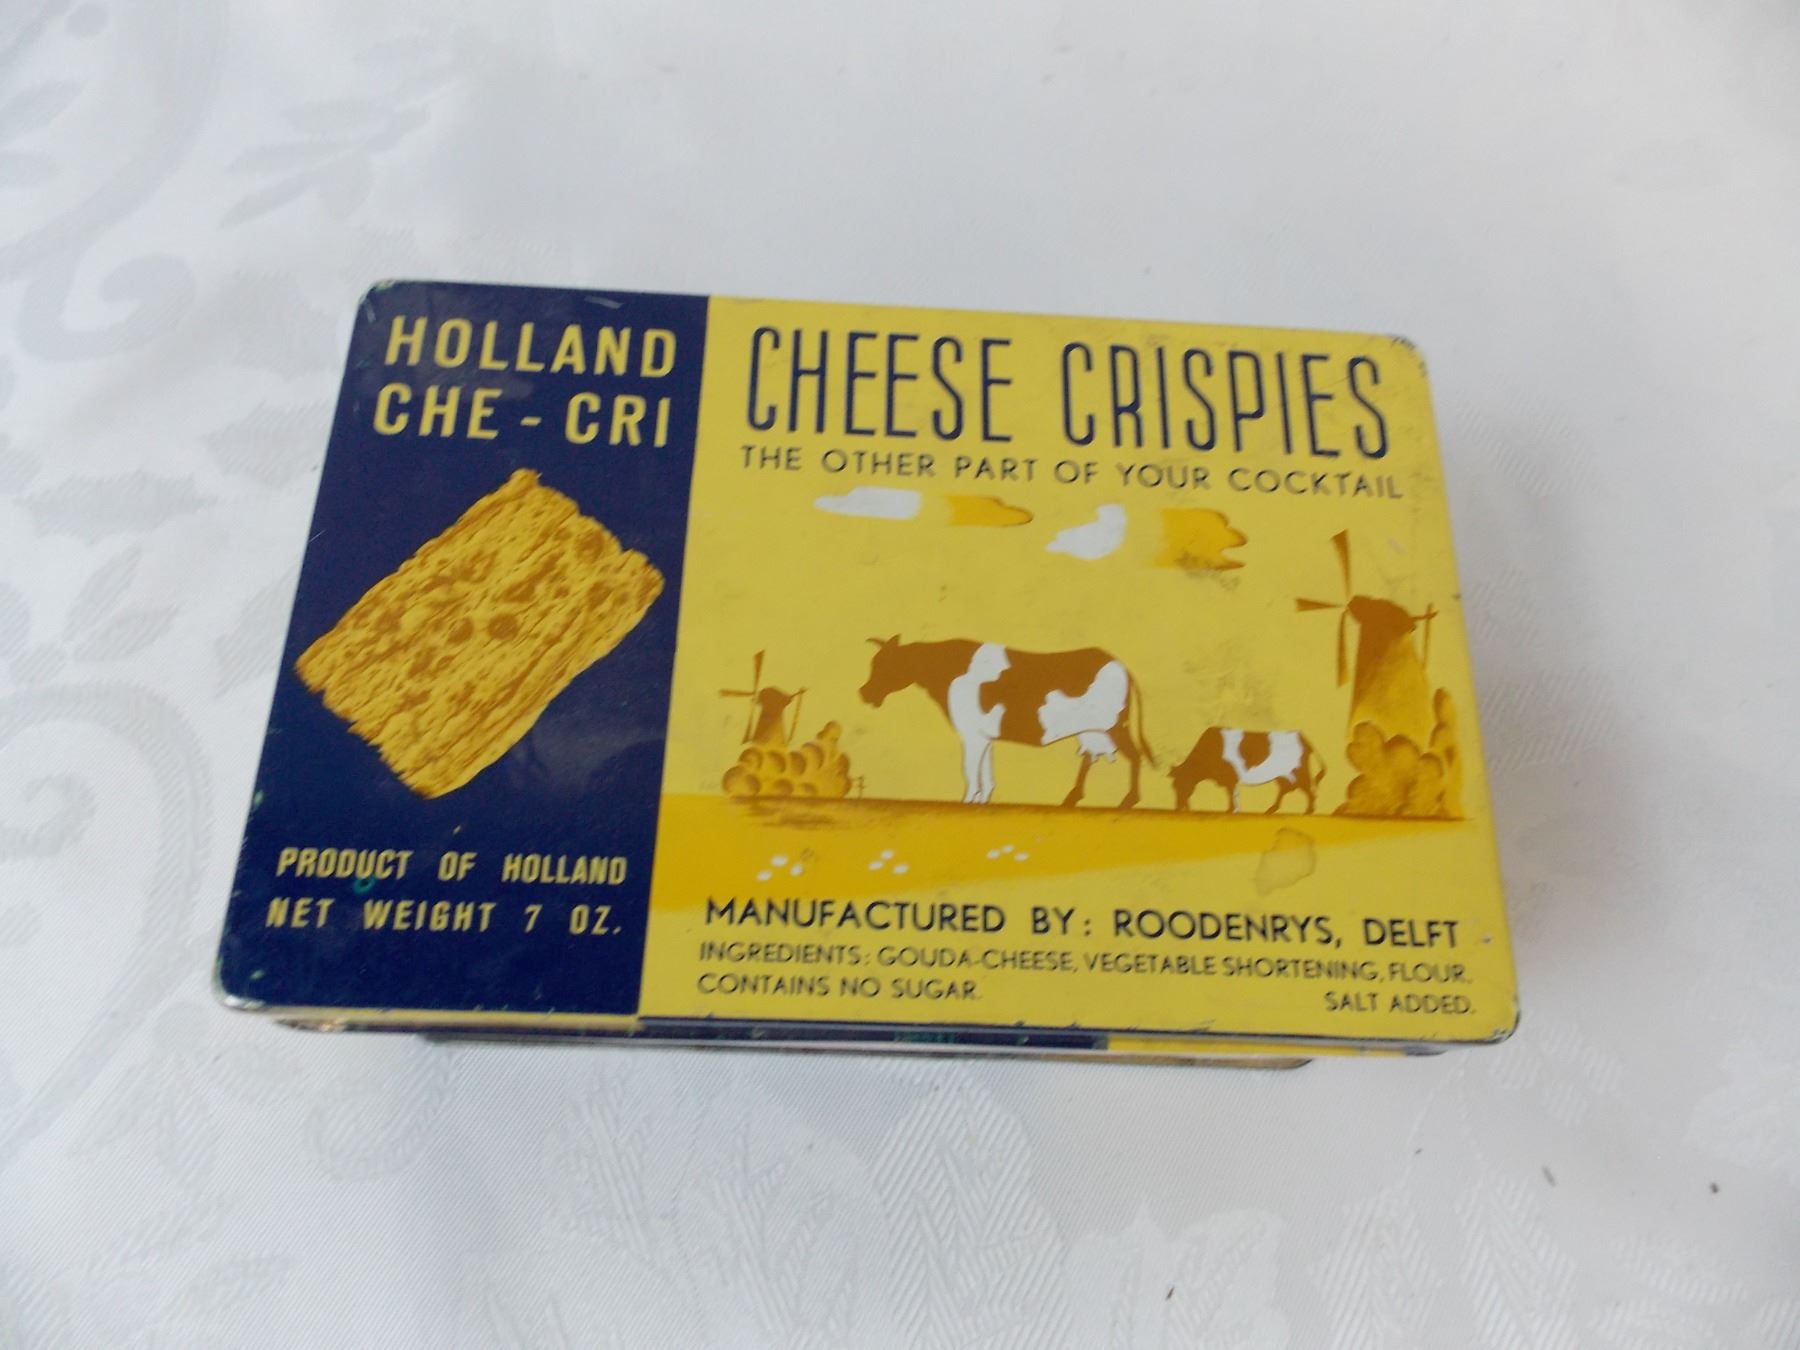 HOLLAND
CHE-CRI
PRODUCT OF HOLLAND
NET WEIGHT 7 OZ.
CHEESE CRISPIES
THE OTHER PART OF YOUR COCKTAIL
MANUFACTURED BY: ROODENRYS, DELFT
INGREDIENTS: GOUDA-CHEESE, VEGETABLE SHORTENING, FLOUR.
CONTAINS NO SUGAR. SALT ADDED.